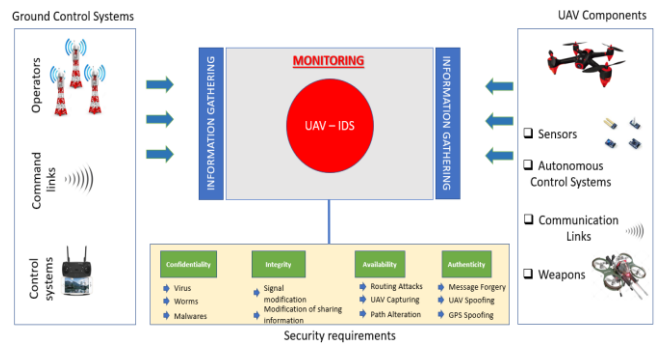 Ground Control Systems
UAV Components
Operators
Command
links
Control
systems
INFORMATION GATHERING
MONITORING
UAV – IDS
INFORMATION GATHERING
Sensors
Autonomous
Control Systems
Communication
Links
Weapons
Confidentiality
Virus
Worms
Malwares
Integrity
Signal
modification
Modification of sharing
information
Availability
Routing Attacks
UAV Capturing
Path Alteration
Authenticity
Message Forgery
UAV Spoofing
GPS Spoofing
Security requirements